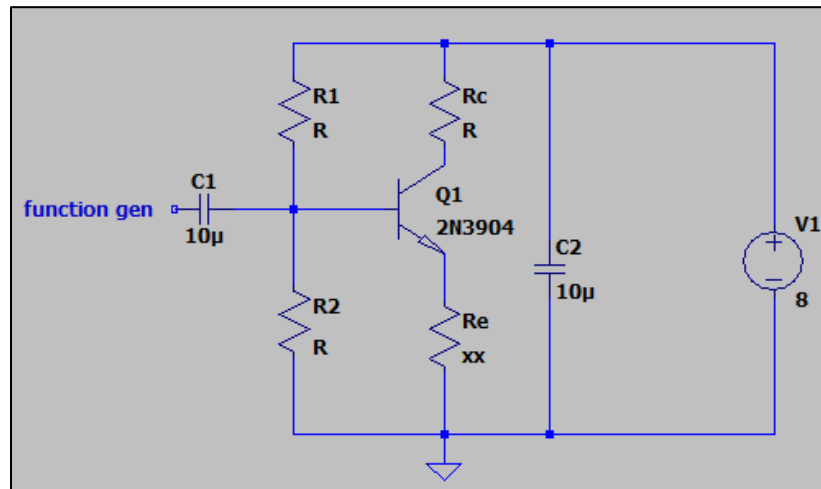 R1
R
Rc
R
C1
function gen
10µ
Q1
2N3904
V1
+
−
8
C2
10µ
R2
R
Re
xx